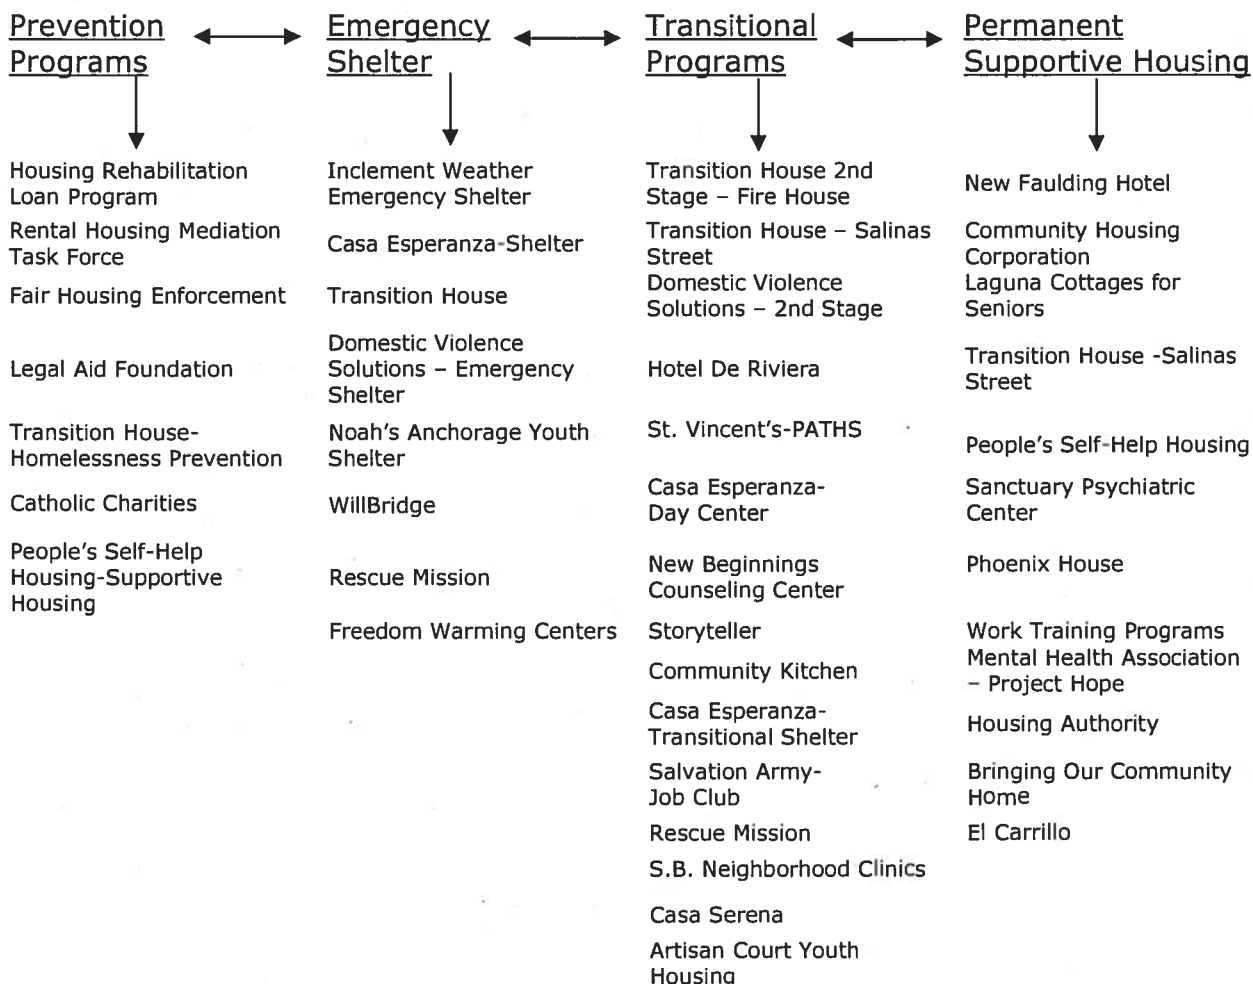 Prevention
Programs
Emergency
Shelter
Transitional
Programs
Permanent
Supportive Housing
Housing Rehabilitation
Loan Program
Rental Housing Mediation
Task Force
Fair Housing Enforcement
Legal Aid Foundation
Transition House-
Homelessness Prevention
Catholic Charities
People's Self-Help
Housing-Supportive
Housing
Inclement Weather
Emergency Shelter
Casa Esperanza-Shelter
Transition House
Domestic Violence
Solutions – Emergency
Shelter
Noah's Anchorage Youth
Shelter
WillBridge
Rescue Mission
Freedom Warming Centers
Transition House 2nd
Stage – Fire House
Transition House – Salinas
Street
Domestic Violence
Solutions – 2nd Stage
Hotel De Riviera
St. Vincent's-PATHS
Casa Esperanza-
Day Center
New Beginnings
Counseling Center
Storyteller
Community Kitchen
Casa Esperanza-
Transitional Shelter
Salvation Army-
Job Club
Rescue Mission
S.B. Neighborhood Clinics
Casa Serena
Artisan Court Youth
Housing
New Faulding Hotel
Community Housing
Corporation
Laguna Cottages for
Seniors
Transition House -Salinas
Street
People's Self-Help Housing
Sanctuary Psychiatric
Center
Phoenix House
Work Training Programs
Mental Health Association
– Project Hope
Housing Authority
Bringing Our Community
Home
El Carrillo